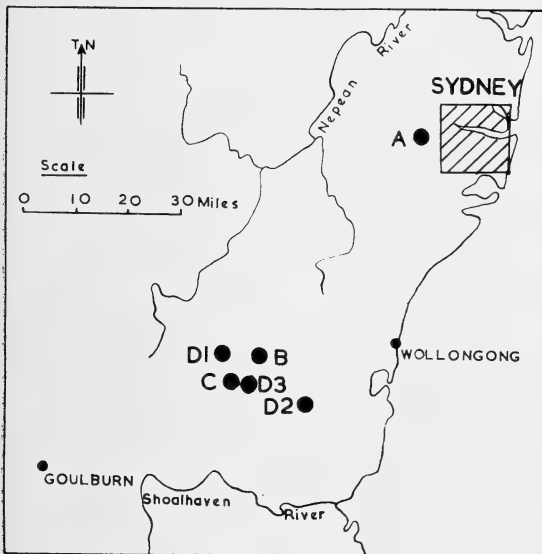 T N
River
SYDNEY
Nepean
A
Scale
0 10 20 30 Miles
D1
B
WOLLONGONG
C
D3
D2
GOULBURN
Shoalhaven
River